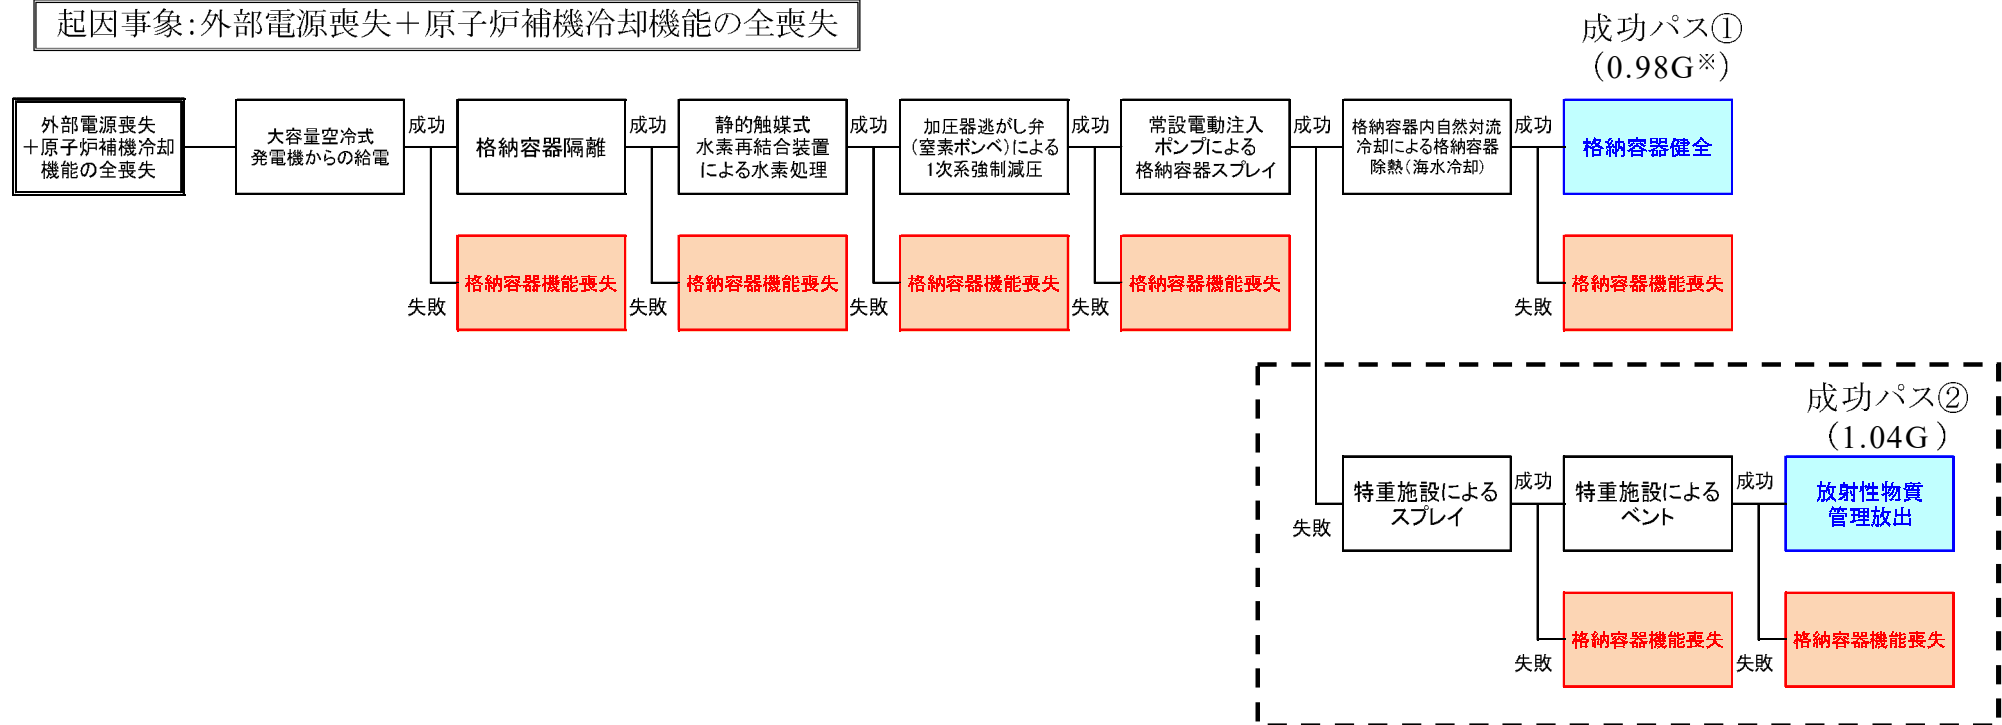 起因事象:外部電源喪失+原子炉補機冷却機能の全喪失
成功パス①
(0.98G※)
外部電源喪失
+原子炉補機冷却
機能の全喪失
大容量空冷式
発電機からの給電
成功
失敗
格納容器隔離
成功
失敗
静的触媒式
水素再結合装置
による水素処理
成功
失敗
加圧器逃がし弁
(窒素ボンベ)による
1次系強制減圧
成功
失敗
常設電動注入
ポンプによる
格納容器スプレイ
成功
失敗
格納容器内自然対流
冷却による格納容器
除熱(海水冷却)
成功
失敗
格納容器健全
格納容器機能喪失
格納容器機能喪失
格納容器機能喪失
格納容器機能喪失
格納容器機能喪失
成功パス②
(1.04G)
特重施設による
スプレイ
成功
失敗
特重施設による
ベント
成功
失敗
放射性物質
管理放出
格納容器機能喪失
格納容器機能喪失